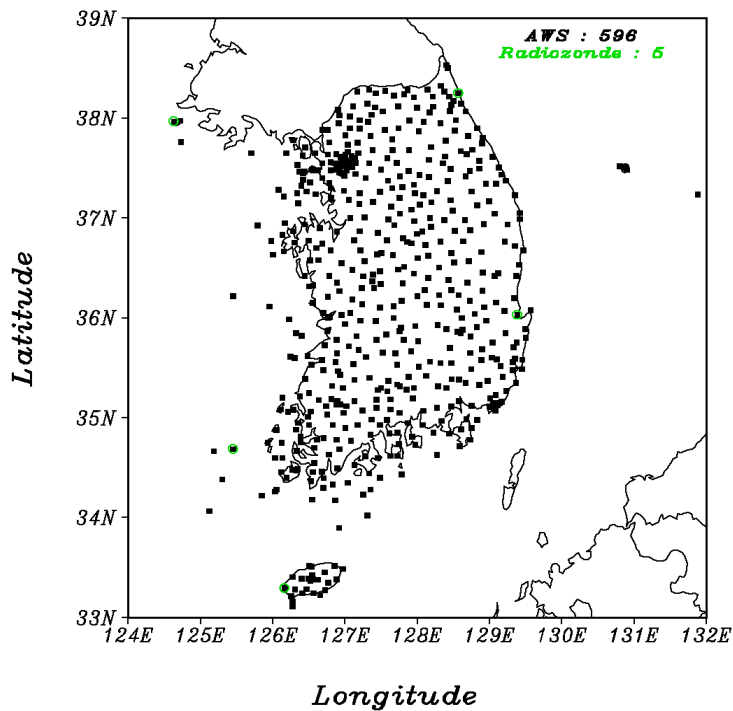 AWS : 596
Radiozonde : 5
39N
38N
37N
36N
35N
34N
33N
124E 125E 126E 127E 128E 129E 130E 131E 132E
Latitude
Longitude